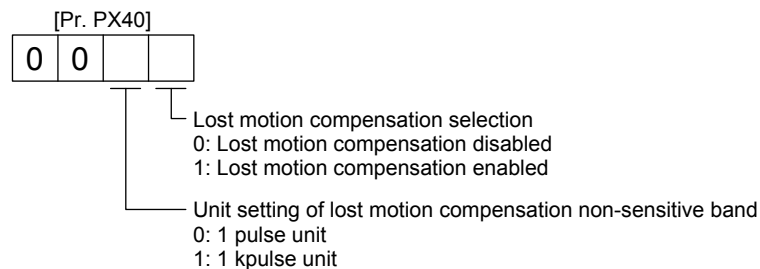 [Pr. PX40]
0 0
Lost motion compensation selection
0: Lost motion compensation disabled
1: Lost motion compensation enabled
Unit setting of lost motion compensation non-sensitive band
0: 1 pulse unit
1: 1 kpulse unit